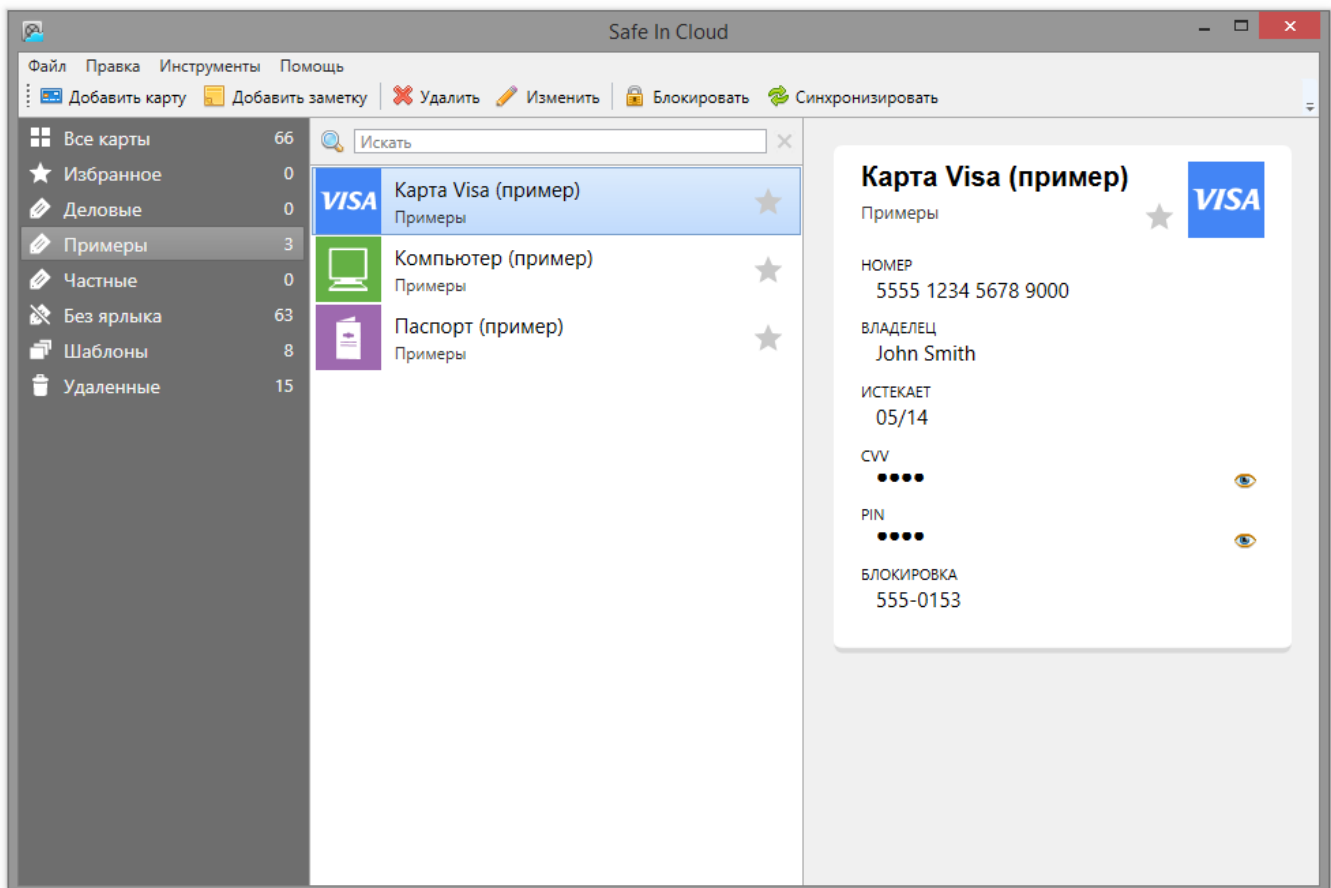 Safe In Cloud
Файл Правка Инструменты Помощь
Добавить карту Добавить заметку Удалить Изменить Блокировать Синхронизировать
Все карты 66
Избранное 0
Деловые 0
Примеры 3
Частные 0
Без ярлыка 63
Шаблоны 8
Удаленные 15
Искать
VISA
Карта Visa (пример)
Примеры
Компьютер (пример)
Примеры
Паспорт (пример)
Примеры
Карта Visa (пример)
VISA
Примеры
НОМЕР
5555 1234 5678 9000
ВЛАДЕЛЕЦ
John Smith
ИСТЕКАЕТ
05/14
CVV
••••
PIN
••••
БЛОКИРОВКА
555-0153